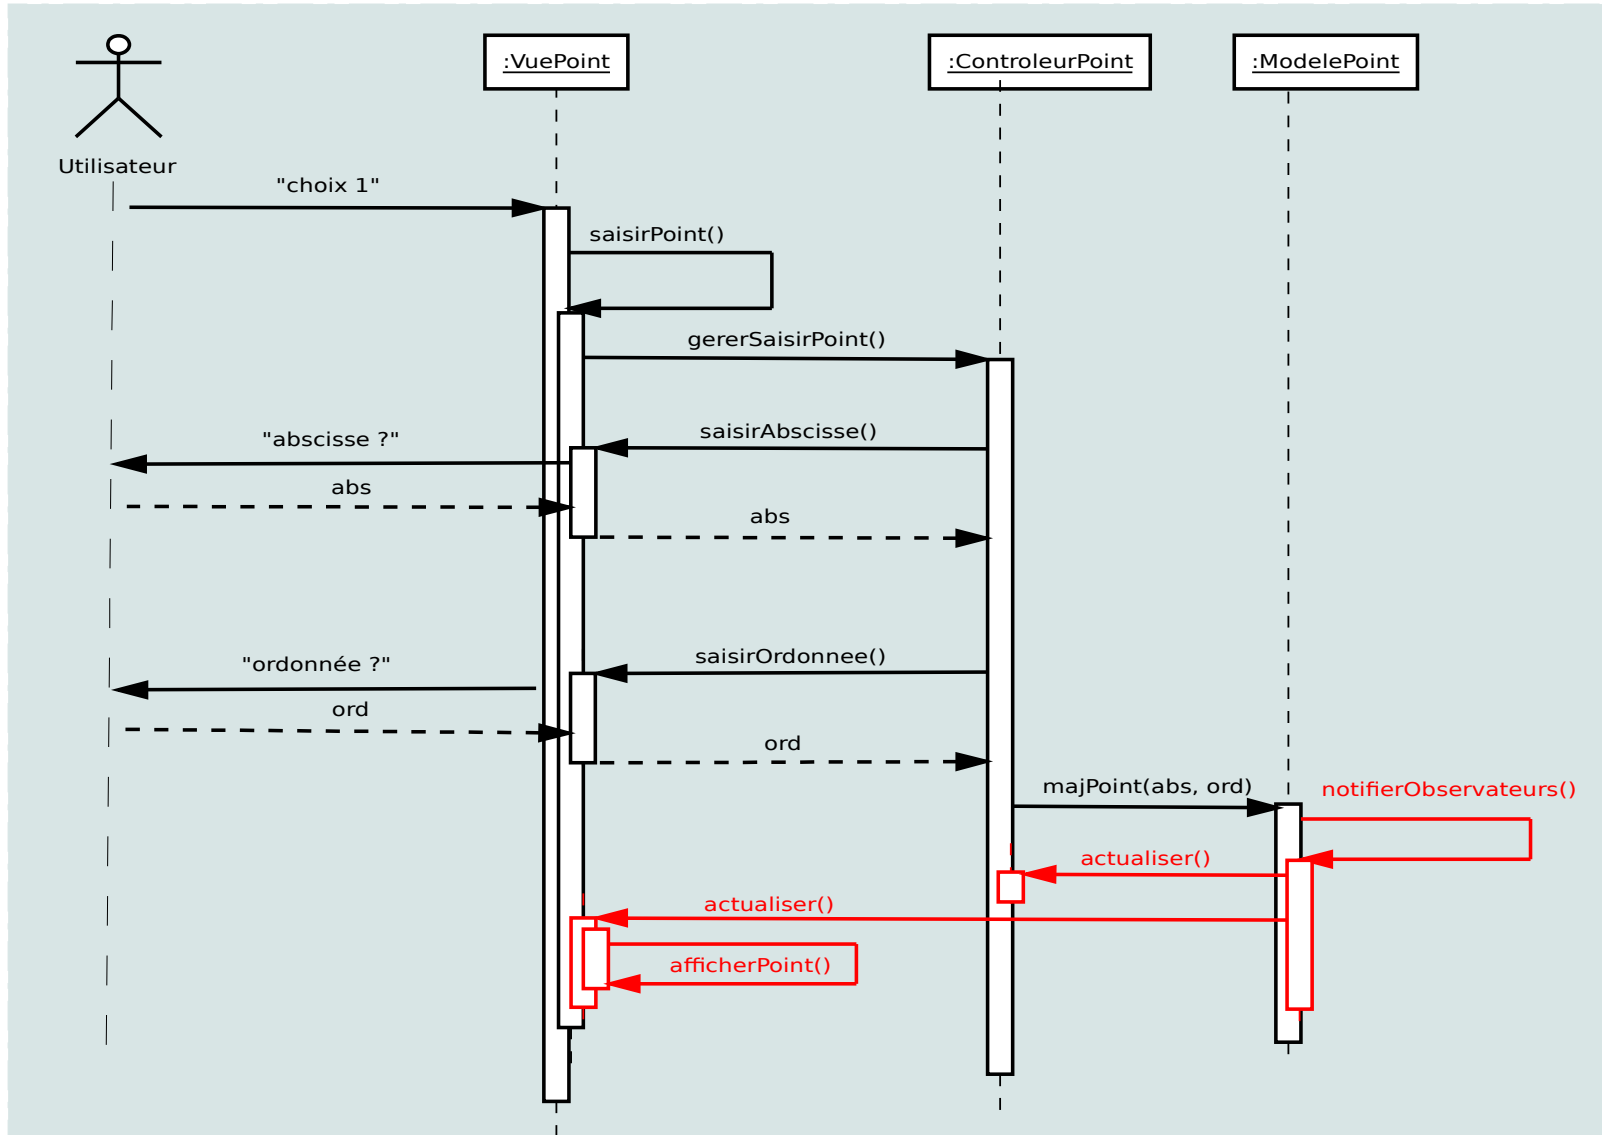 :VuePoint
:ControleurPoint
:ModelePoint
Utilisateur
"choix 1"
saisirPoint()
gererSaisirPoint()
saisirAbscisse()
"abscisse ?"
abs
abs
saisirOrdonnee()
"ordonnée ?"
ord
ord
majPoint(abs, ord)
notifierObservateurs()
actualiser()
actualiser()
afficherPoint()